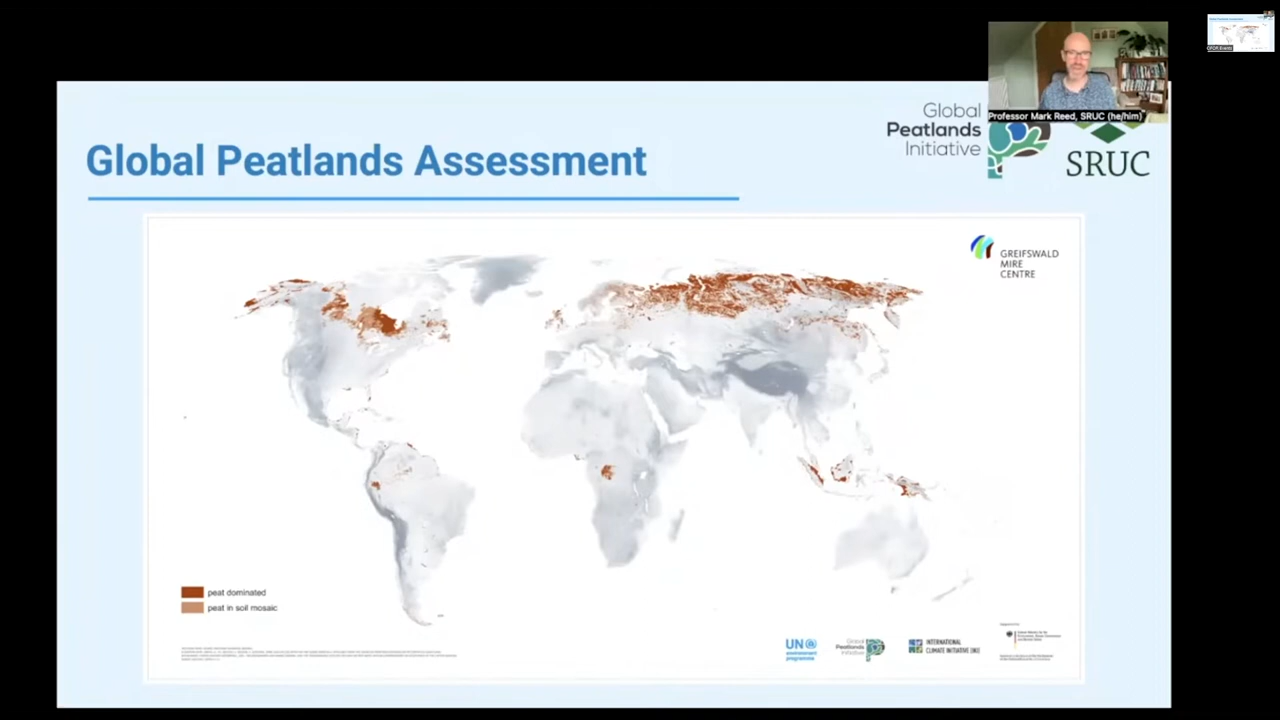 Global Peatlands Assessment
Global
Peatlands
Initiative
Professor Mark Reed, SRUC (he/him)
SRUC
GREIFSWALD
MIRE
CENTRE
peat dominated
peat in soil mosaic
UN
environment
programme
Global
Peatlands
Initiative
INTERNATIONAL
CLIMATE INITIATIVE (IKI)